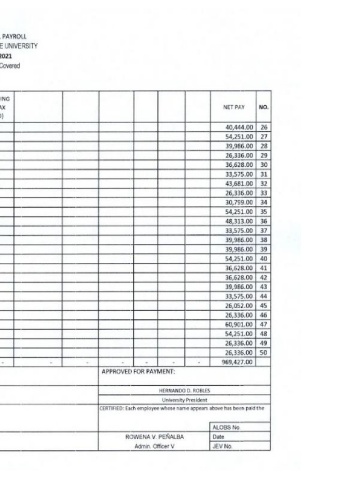 PAYROLL
E UNIVERSITY
2021
Covered
ING
AX
NET PAY NO.
40,444.00 26
54,251.00 27
39,986.00 28
26,336.00 29
36,628.00 30
33,575.00 31
43,681.00 32
26,336.00 33
30,799.00 34
54,251.00 35
48,313.00 36
33,575.00 37
39,986.00 38
39,986.00 39
54,251.00 40
36,628.00 41
36,628.00 42
39,986.00 43
33,575.00 44
26,052.00 45
26,336.00 46
60,901.00 47
54,251.00 48
26,336.00 49
26,336.00 50
- - - - - - - 969,427.00
APPROVED FOR PAYMENT:
HERNANDO D. ROBLES
University President
CERTIFIED: Each employee whose name appears above has been paid the
ALOBS No.
ROWENA V. PEÑALBA Date
Admin. Officer V JEV No.